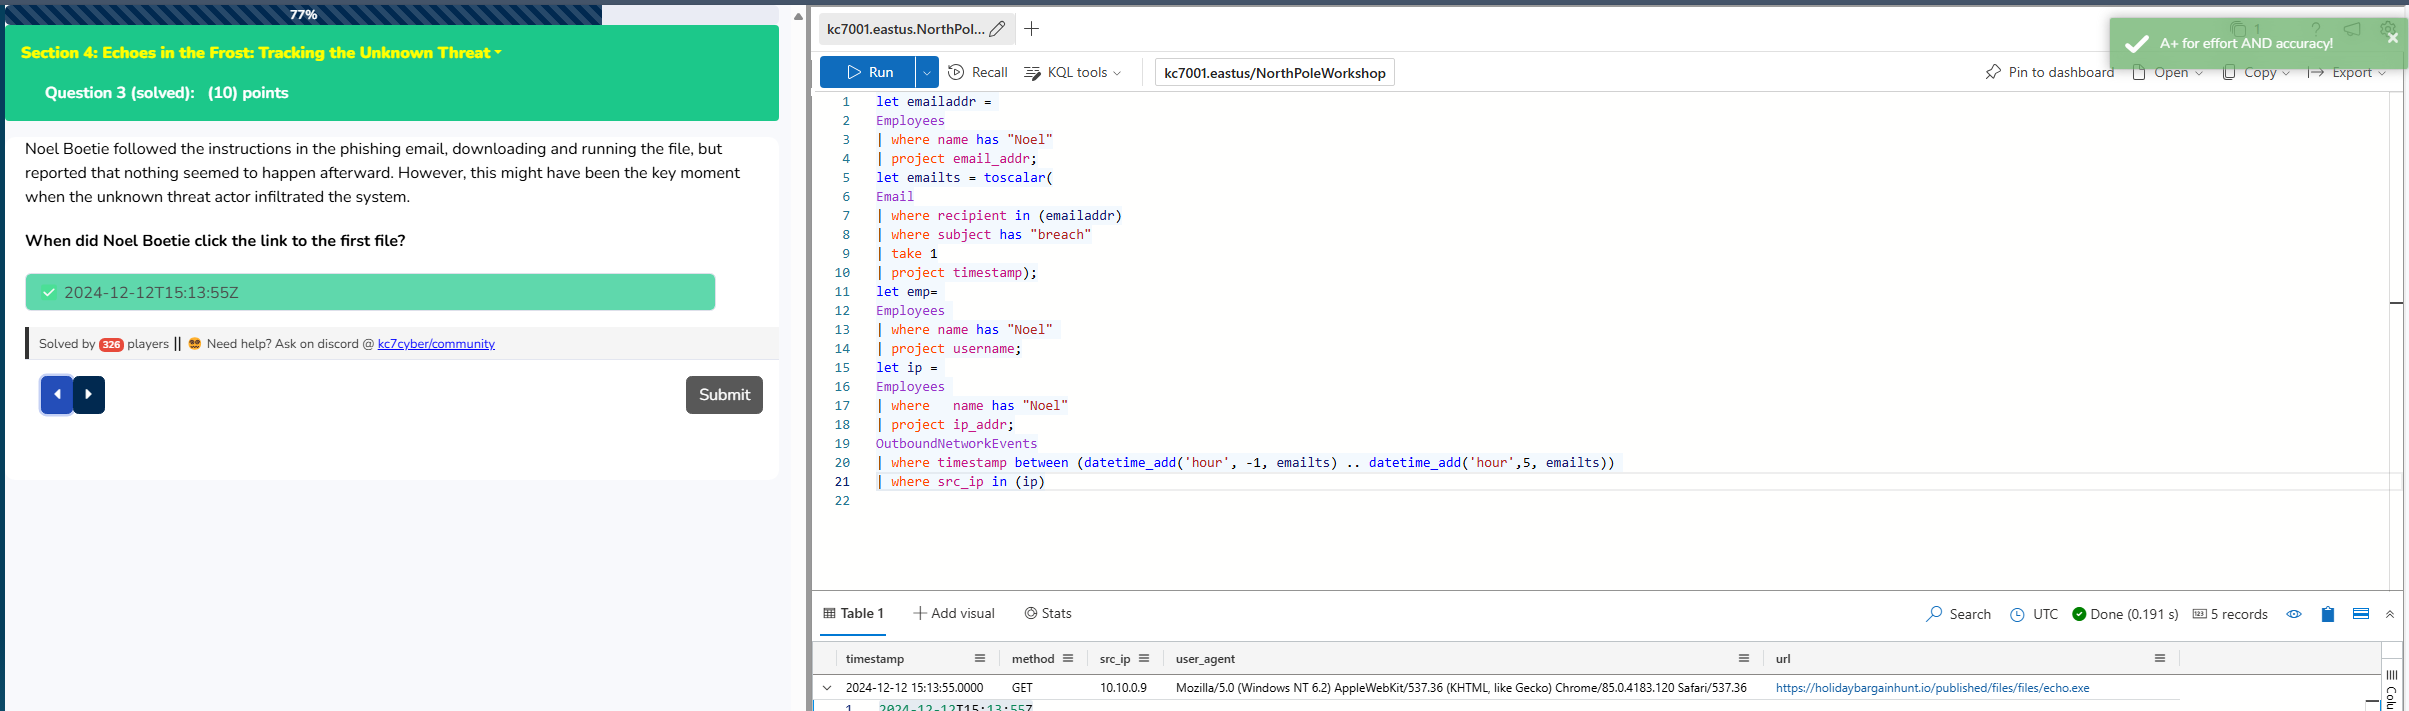 77%
Section 4: Echoes in the Frost: Tracking the Unknown Threat
Question 3 (solved): (10) points
Noel Boetie followed the instructions in the phishing email, downloading and running the file, but
reported that nothing seemed to happen afterward. However, this might have been the key moment
when the unknown threat actor infiltrated the system.
When did Noel Boetie click the link to the first file?
2024-12-12T15:13:55Z
Solved by 326 players || Need help? Ask on discord @ kc7cyber/community
Submit
kc7001.eastus.NorthPol...
1
A+ for effort AND accuracy!
Run
Recall
KQL tools
kc7001.eastus/NorthPoleWorkshop
Pin to dashboard
Open
Copy
Export
1 let emailaddr =
2 Employees
3 | where name has "Noel"
4 | project email_addr;
5 let emailts = toscalar(
6 Email
7 | where recipient in (emailaddr)
8 | where subject has "breach"
9 | take 1
10 | project timestamp);
11 let emp=
12 Employees
13 | where name has "Noel"
14 | project username;
15 let ip =
16 Employees
17 | where   name has "Noel"
18 | project ip_addr;
19 OutboundNetworkEvents
20 | where timestamp between (datetime_add('hour', -1, emailts) .. datetime_add('hour',5, emailts))
21 | where src_ip in (ip)
22
Table 1
Add visual
Stats
Search
UTC
Done (0.191 s)
5 records
timestamp method src_ip user_agent url
2024-12-12 15:13:55.0000 GET 10.10.0.9 Mozilla/5.0 (Windows NT 6.2) AppleWebKit/537.36 (KHTML, like Gecko) Chrome/85.0.4183.120 Safari/537.36 https://holidaybargainhunt.io/published/files/files/echo.exe
1 2024-12-12T15:13:55Z